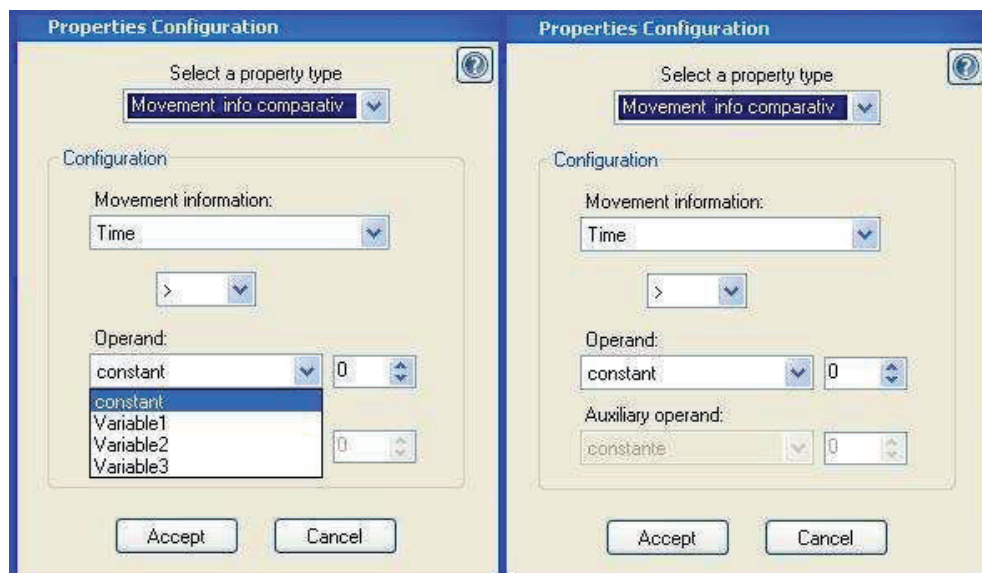 Properties Configuration
Select a property type
Movement info comparativ
Configuration
Movement information:
Time
>
Operand:
constant 0
constant
Variable1
Variable2
Variable3
0
Accept Cancel
Properties Configuration
Select a property type
Movement info comparativ
Configuration
Movement information:
Time
>
Operand:
constant 0
Auxiliary operand:
constante 0
Accept Cancel